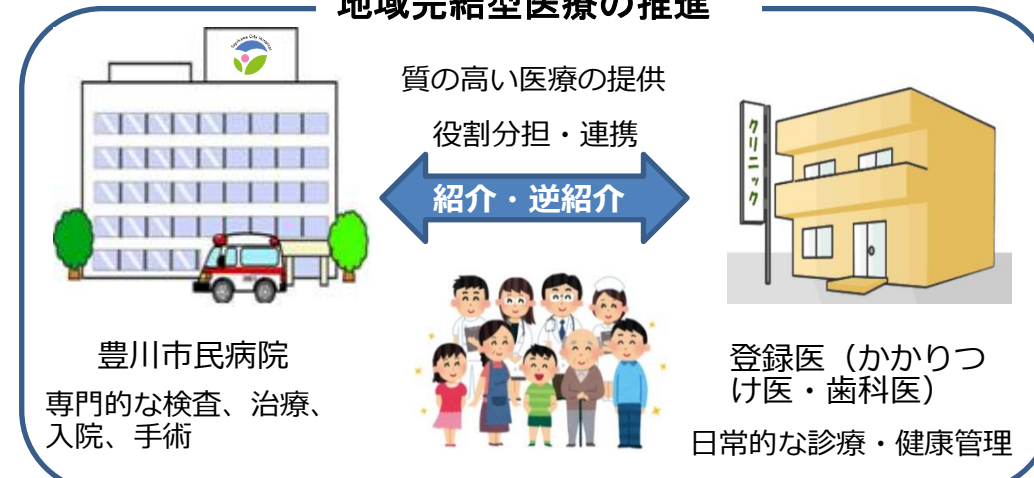 地域完結型医療の推進
質の高い医療の提供
役割分担・連携
紹介・逆紹介
クリニック
豊川市民病院
専門的な検査、治療、
入院、手術
登録医（かかりつ
け医・歯科医）
日常的な診療・健康管理